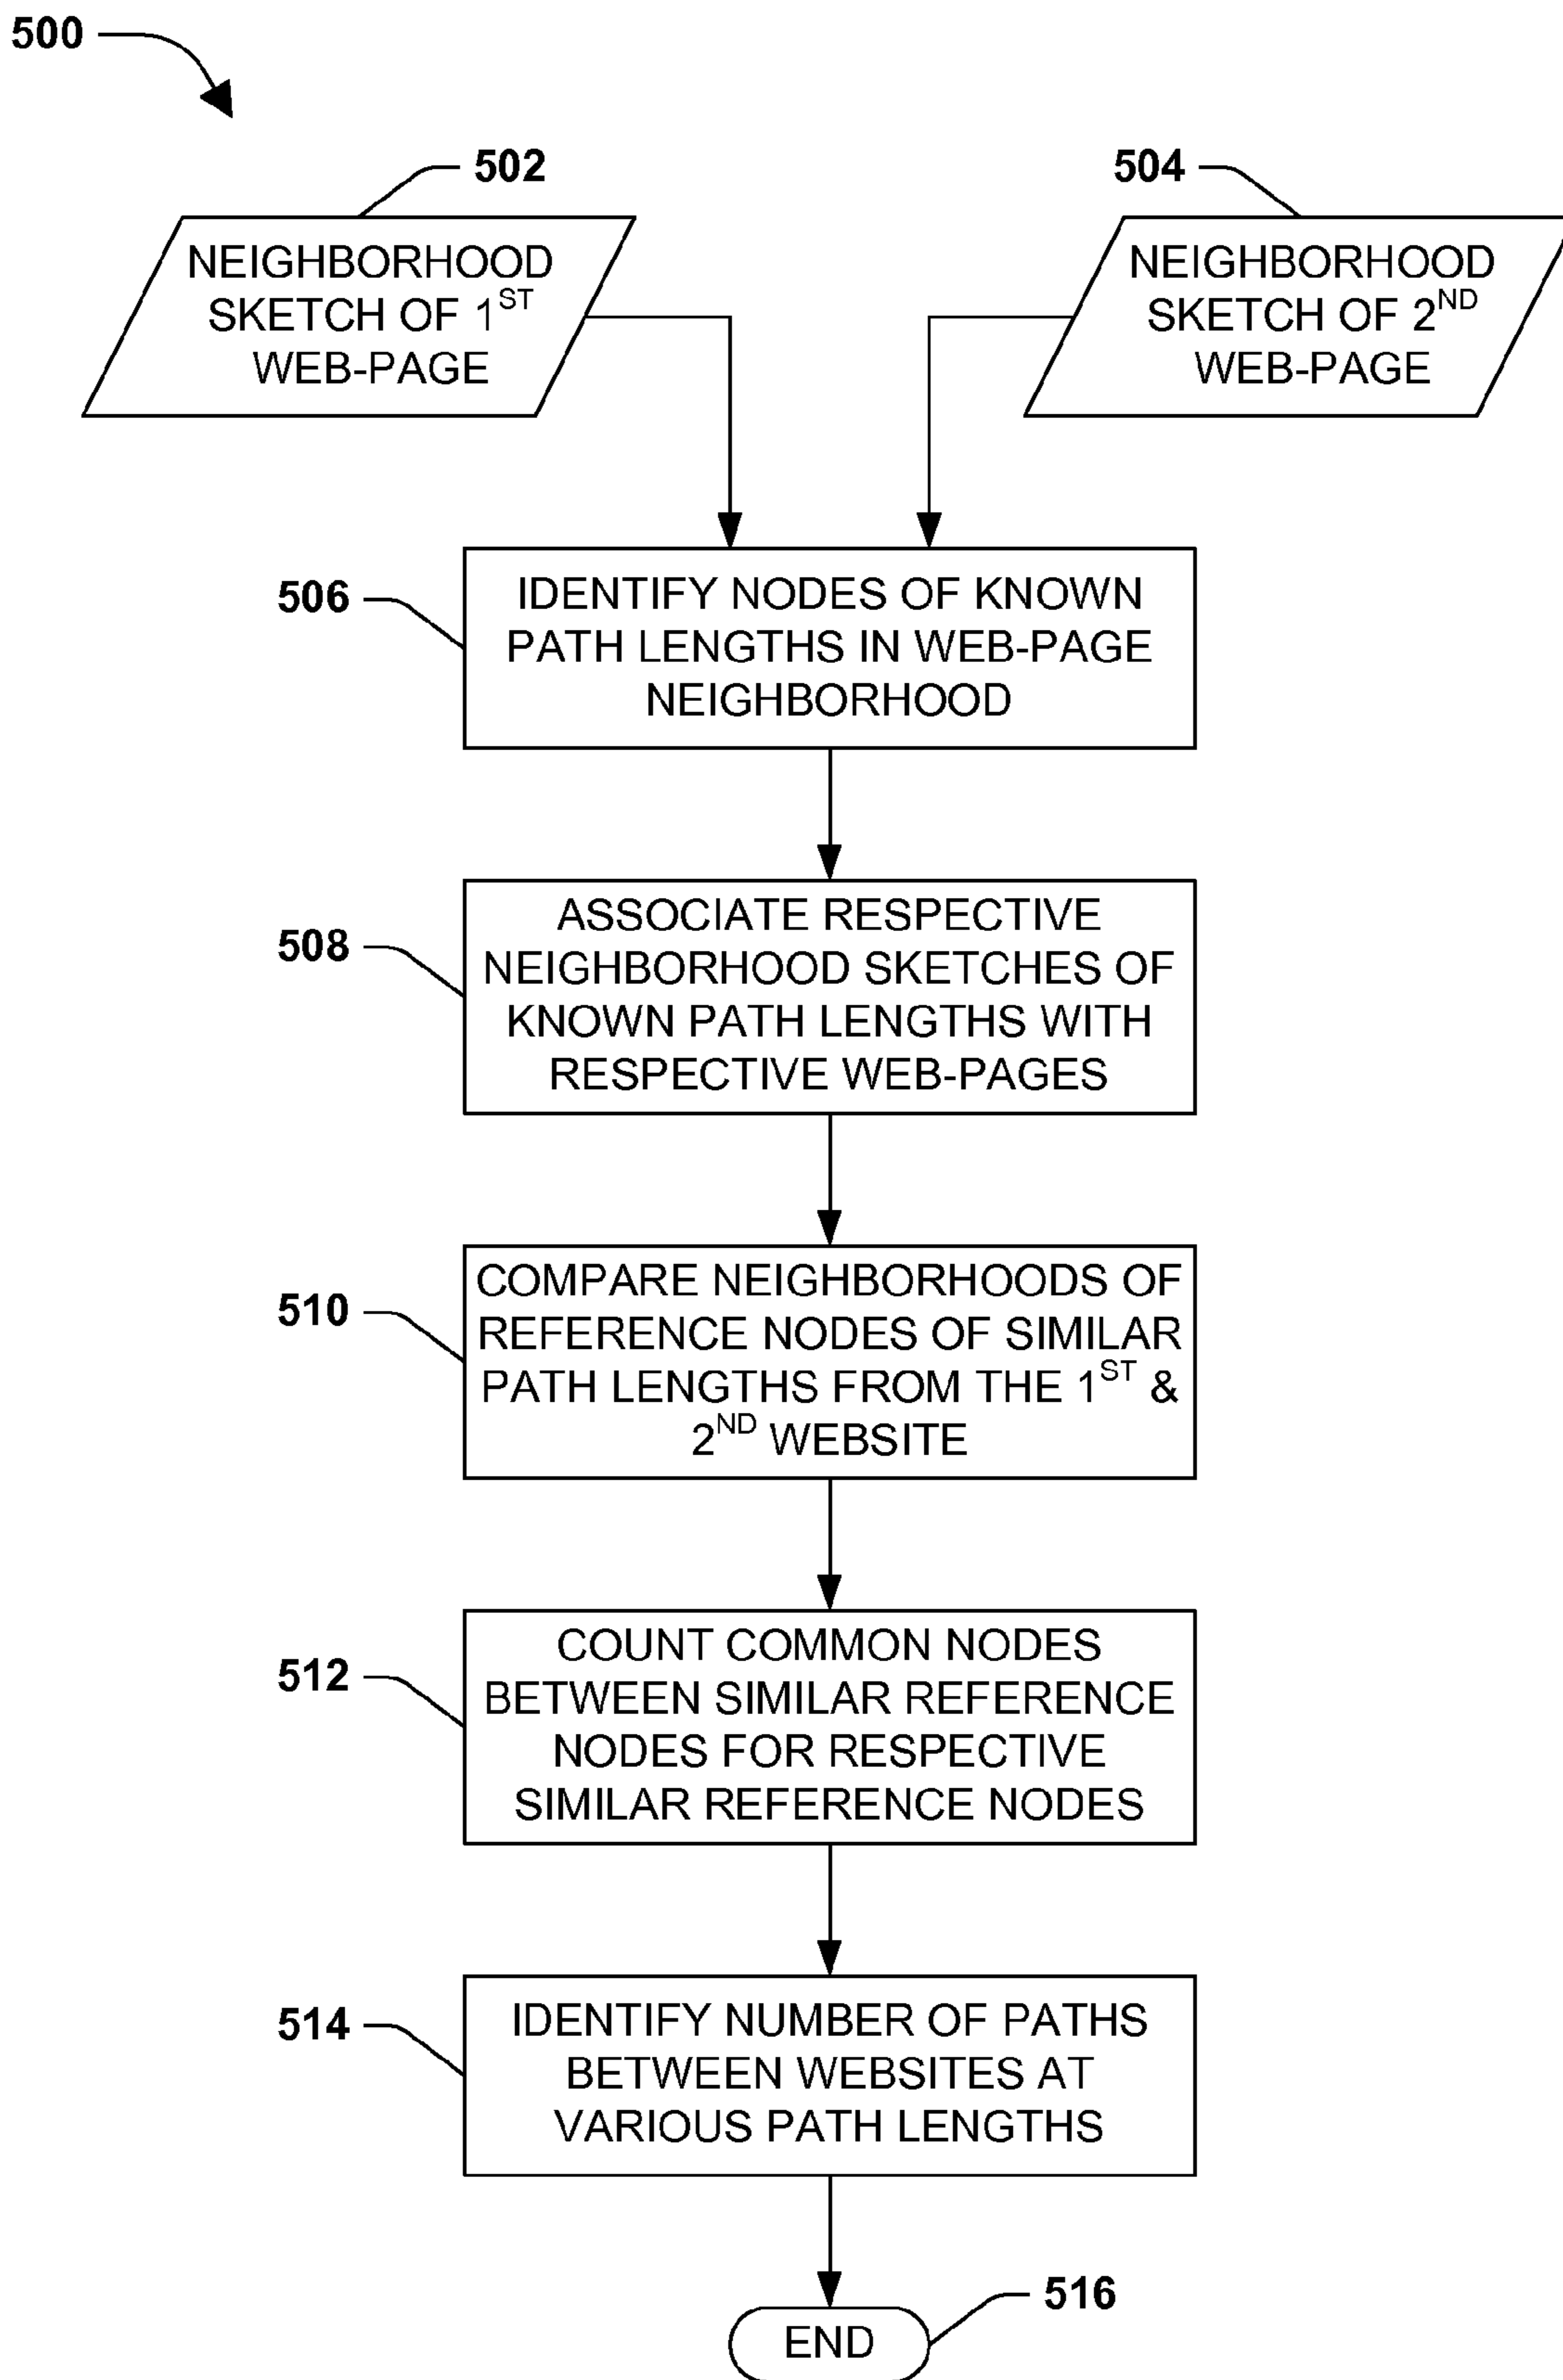 500
502
504
NEIGHBORHOOD
SKETCH OF 1ST
WEB-PAGE
NEIGHBORHOOD
SKETCH OF 2ND
WEB-PAGE
506
IDENTIFY NODES OF KNOWN
PATH LENGTHS IN WEB-PAGE
NEIGHBORHOOD
508
ASSOCIATE RESPECTIVE
NEIGHBORHOOD SKETCHES OF
KNOWN PATH LENGTHS WITH
RESPECTIVE WEB-PAGES
510
COMPARE NEIGHBORHOODS OF
REFERENCE NODES OF SIMILAR
PATH LENGTHS FROM THE 1ST &
2ND WEBSITE
512
COUNT COMMON NODES
BETWEEN SIMILAR REFERENCE
NODES FOR RESPECTIVE
SIMILAR REFERENCE NODES
514
IDENTIFY NUMBER OF PATHS
BETWEEN WEBSITES AT
VARIOUS PATH LENGTHS
516
END